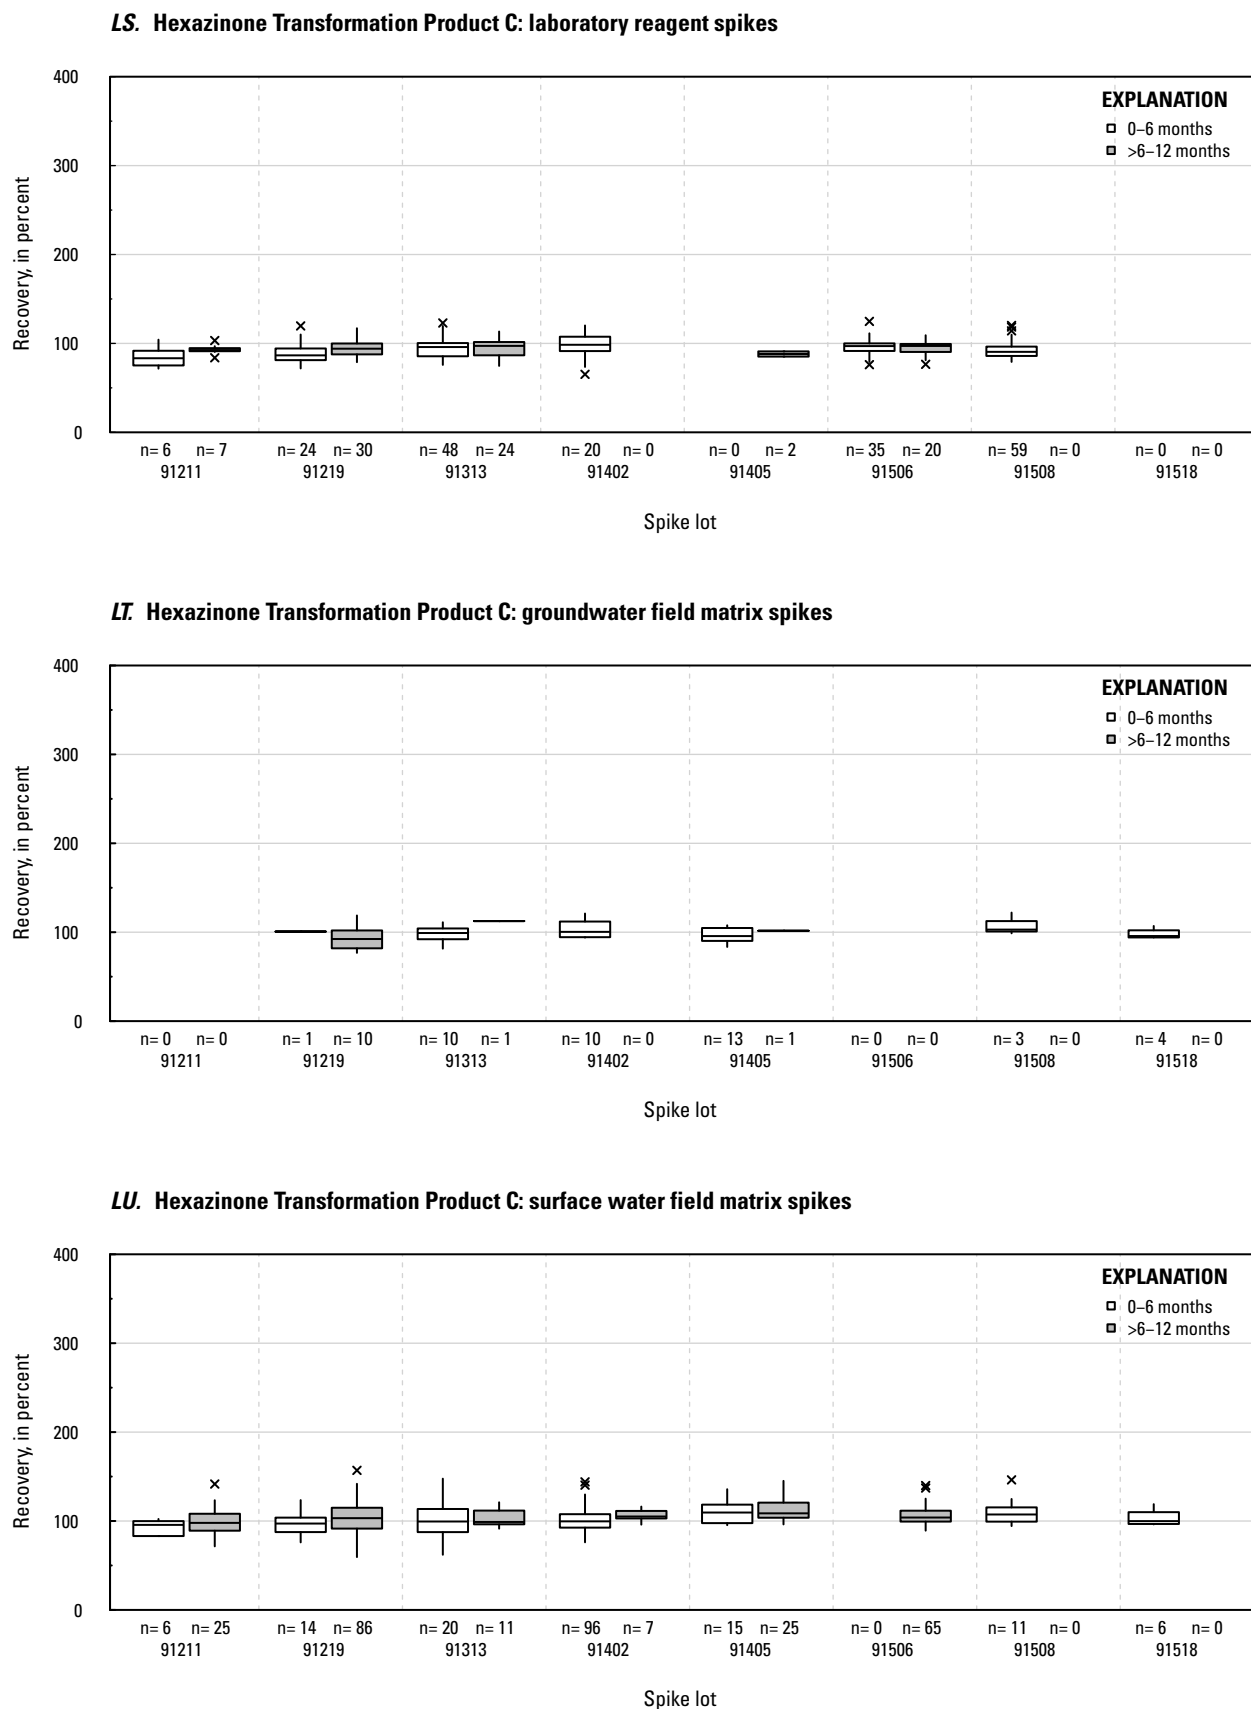 LS. Hexazinone Transformation Product C: laboratory reagent spikes
400
300
200
100
0
Recovery, in percent
EXPLANATION
0–6 months
>6–12 months
n= 6 n= 7 n= 24 n= 30 n= 48 n= 24 n= 20 n= 0 n= 0 n= 2 n= 35 n= 20 n= 59 n= 0 n= 0 n= 0
91211 91219 91313 91402 91405 91506 91508 91518
Spike lot
LT. Hexazinone Transformation Product C: groundwater field matrix spikes
400
300
200
100
0
Recovery, in percent
EXPLANATION
0–6 months
>6–12 months
n= 0 n= 0 n= 1 n= 10 n= 10 n= 1 n= 10 n= 0 n= 13 n= 1 n= 0 n= 0 n= 3 n= 0 n= 4 n= 0
91211 91219 91313 91402 91405 91506 91508 91518
Spike lot
LU. Hexazinone Transformation Product C: surface water field matrix spikes
400
300
200
100
0
Recovery, in percent
EXPLANATION
0–6 months
>6–12 months
n= 6 n= 25 n= 14 n= 86 n= 20 n= 11 n= 96 n= 7 n= 15 n= 25 n= 0 n= 65 n= 11 n= 0 n= 6 n= 0
91211 91219 91313 91402 91405 91506 91508 91518
Spike lot